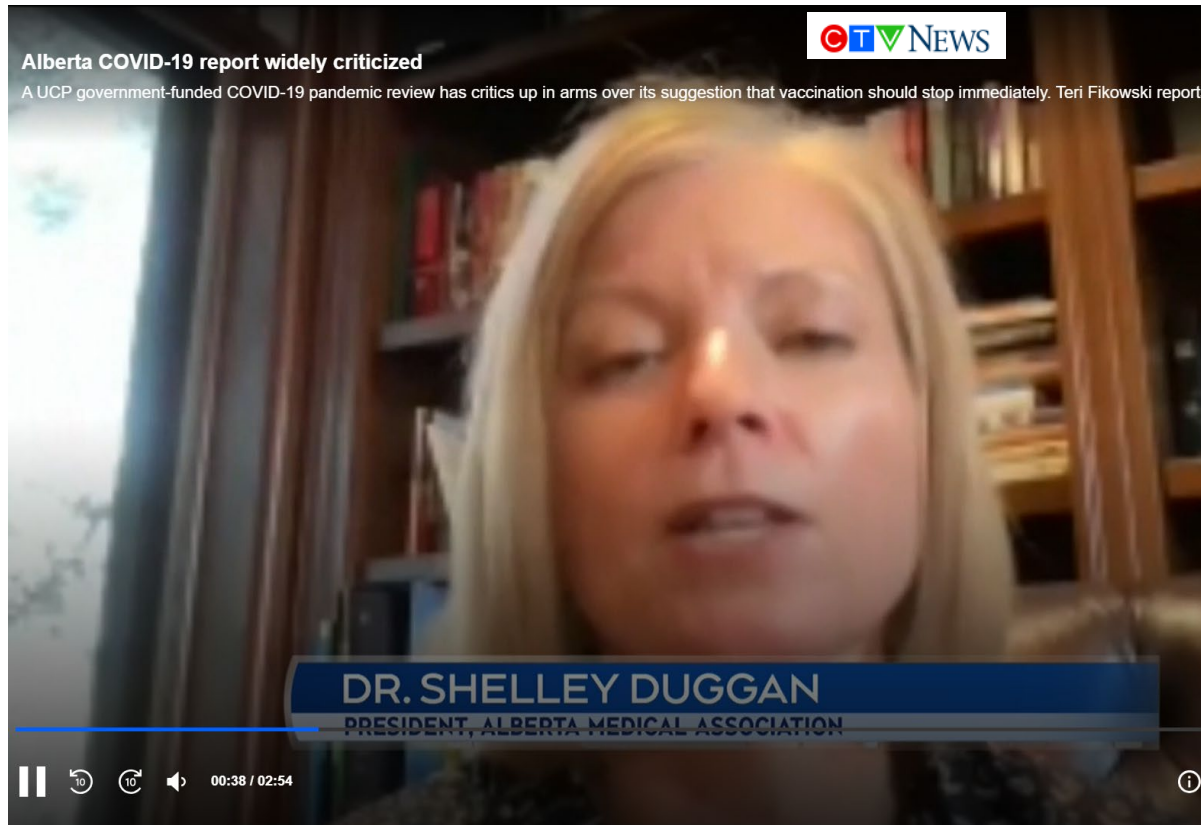 CTV NEWS
Alberta COVID-19 report widely criticized
A UCP government-funded COVID-19 pandemic review has critics up in arms over its suggestion that vaccination should stop immediately. Teri Fikowski report
DR. SHELLEY DUGGAN
PRESIDENT, ALBERTA MEDICAL ASSOCIATION
10
10
00:38 / 02:54